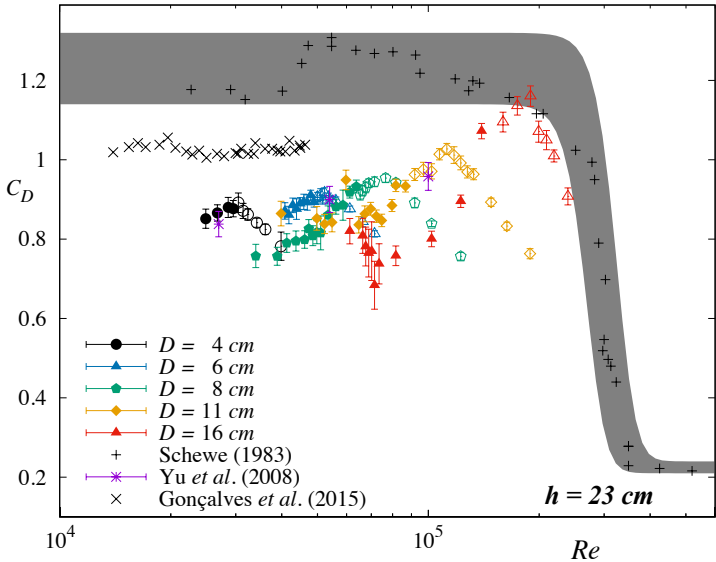 1.2
1
C_D
0.8
0.6
0.4
0.2
D = 4 cm
D = 6 cm
D = 8 cm
D = 11 cm
D = 16 cm
Schewe (1983)
Yu et al. (2008)
Gonçalves et al. (2015)
h = 23 cm
10^4
10^5
Re